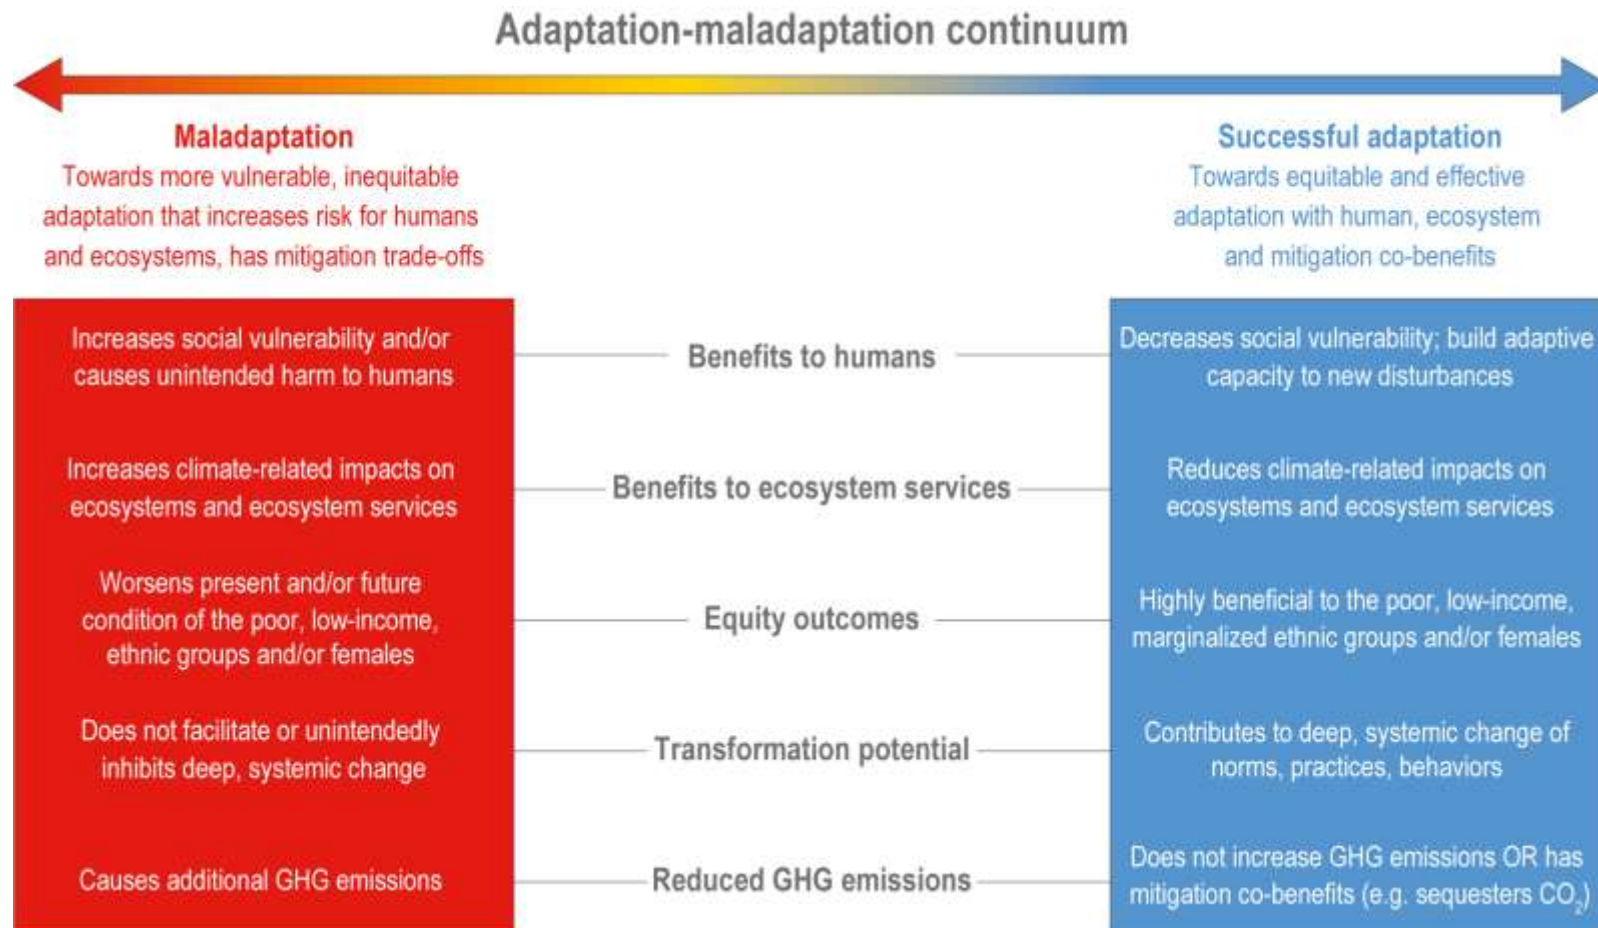 Adaptation-maladaptation continuum
Maladaptation
Towards more vulnerable, inequitable
adaptation that increases risk for humans
and ecosystems, has mitigation trade-offs
Successful adaptation
Towards equitable and effective
adaptation with human, ecosystem
and mitigation co-benefits
Increases social vulnerability and/or
causes unintended harm to humans
Benefits to humans
Decreases social vulnerability; build adaptive
capacity to new disturbances
Increases climate-related impacts on
ecosystems and ecosystem services
Benefits to ecosystem services
Reduces climate-related impacts on
ecosystems and ecosystem services
Worsens present and/or future
condition of the poor, low-income,
ethnic groups and/or females
Equity outcomes
Highly beneficial to the poor, low-income,
marginalized ethnic groups and/or females
Does not facilitate or unintendedly
inhibits deep, systemic change
Transformation potential
Contributes to deep, systemic change of
norms, practices, behaviors
Causes additional GHG emissions
Reduced GHG emissions
Does not increase GHG emissions OR has
mitigation co-benefits (e.g. sequesters CO₂)